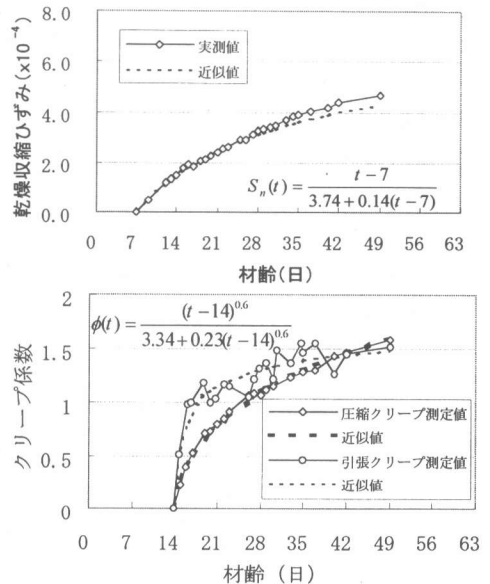 乾燥収縮ひずみ(x10⁻⁴)
8.0
6.0
4.0
2.0
0.0
実測値
近似値
S_n(t) = \frac{t-7}{3.74+0.14(t-7)}
0 7 14 21 28 35 42 49 56 63
材齢(日)
クリープ係数
2
1.5
1
0.5
0
φ(t) = \frac{(t-14)^{0.6}}{3.34+0.23(t-14)^{0.6}}
圧縮クリープ測定値
近似値
引張クリープ測定値
近似値
0 7 14 21 28 35 42 49 56 63
材齢(日)